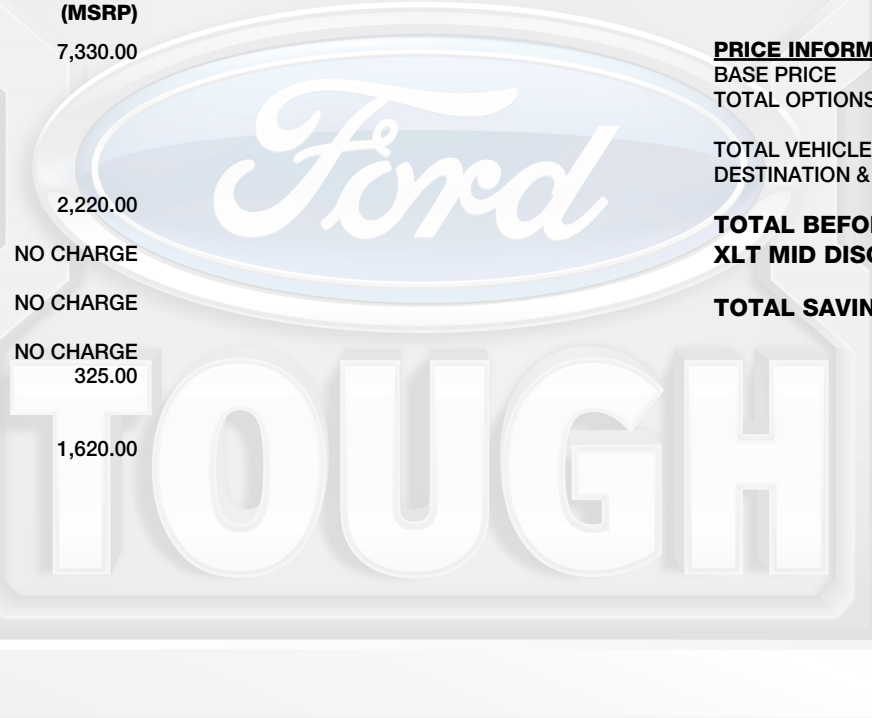 (MSRP)
7,330.00
2,220.00
NO CHARGE
NO CHARGE
NO CHARGE
325.00
1,620.00
PRICE INFORM
BASE PRICE
TOTAL OPTIONS
TOTAL VEHICLE
DESTINATION &
TOTAL BEFO
XLT MID DISC
TOTAL SAVIN
Ford
TOUGH